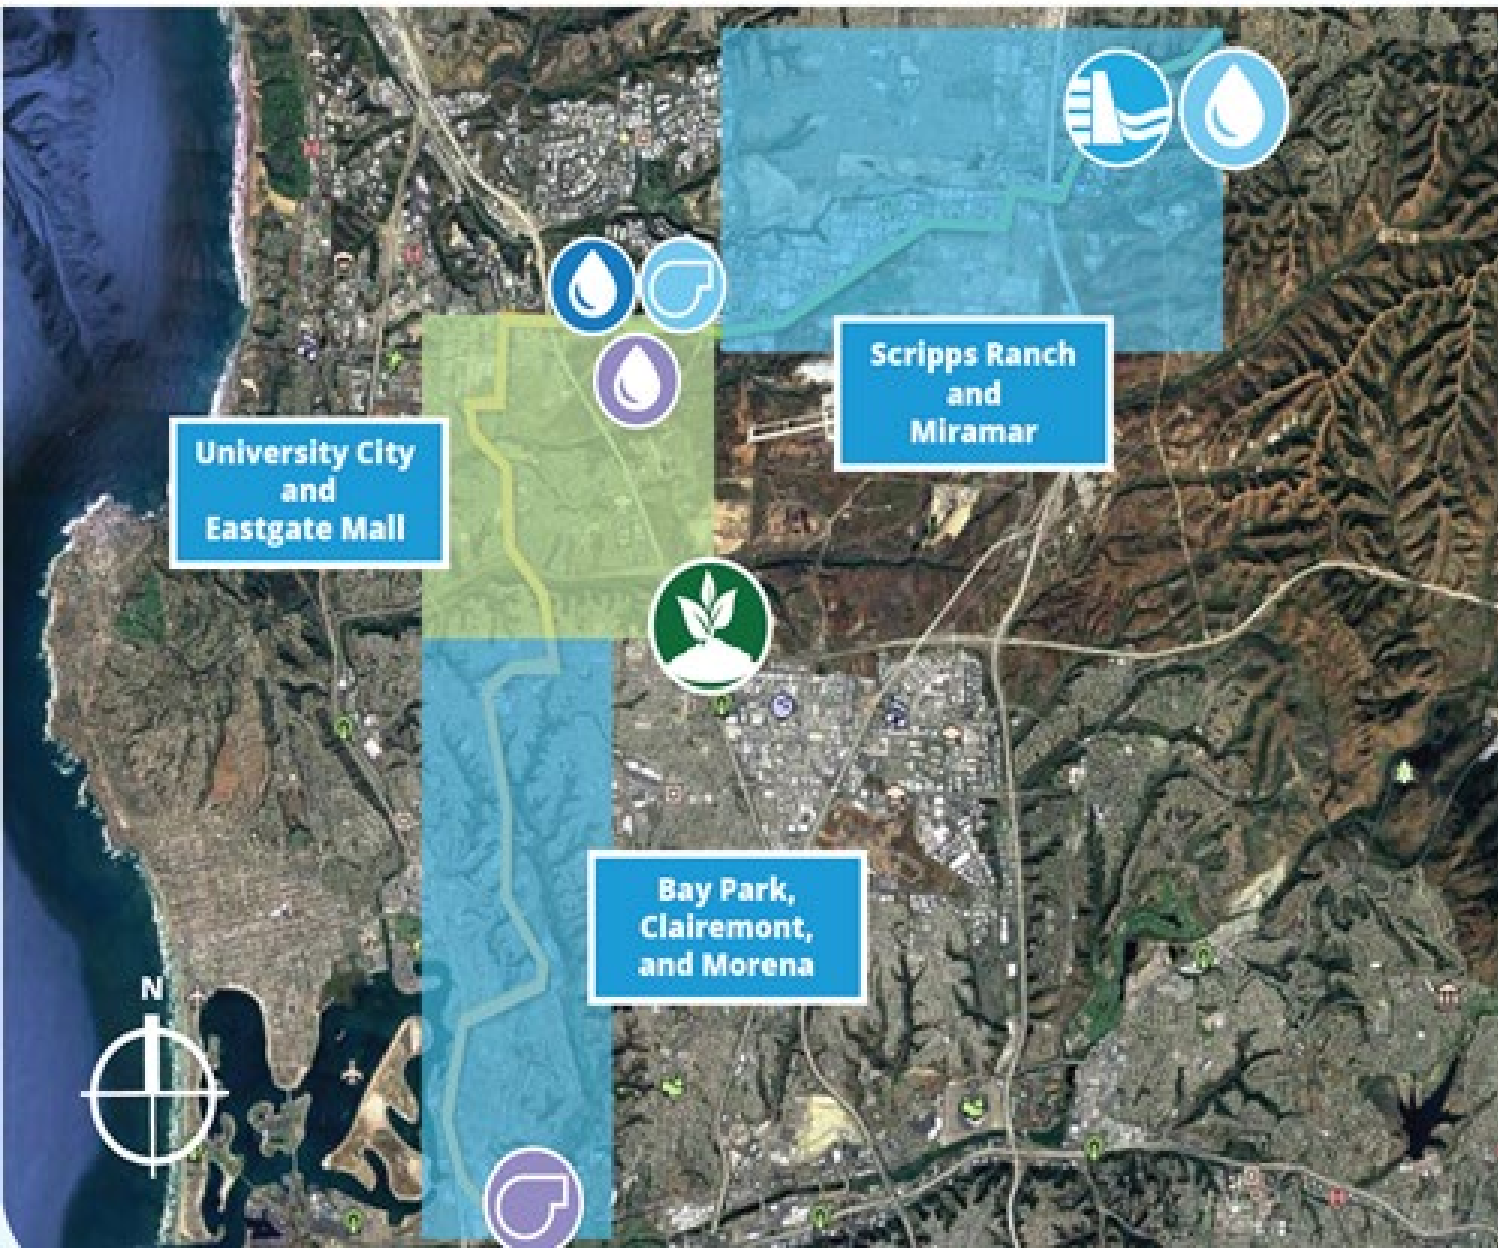 Scripps Ranch
and
Miramar
University City
and
Eastgate Mall
Bay Park,
Clairemont,
and Morena
N